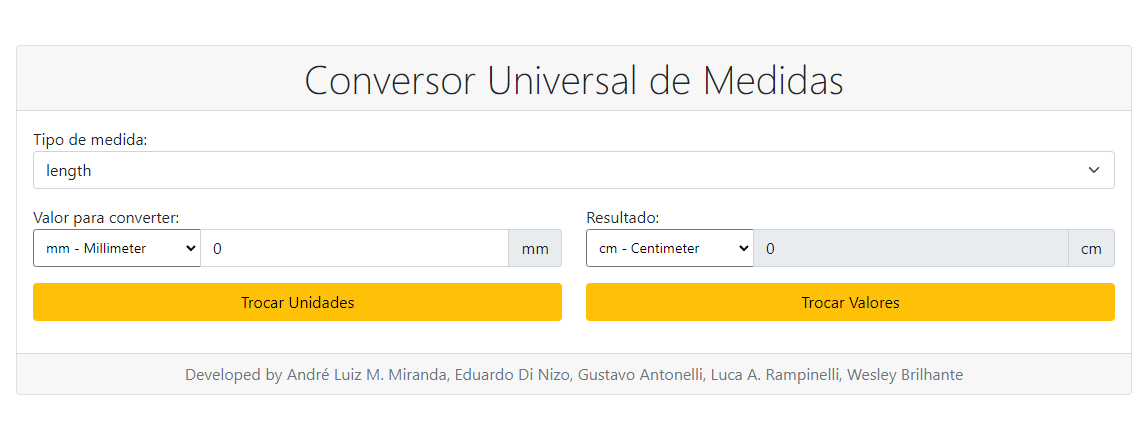 Conversor Universal de Medidas
Tipo de medida:
length
Valor para converter:
mm - Millimeter 0 mm
Resultado:
cm - Centimeter 0 cm
Trocar Unidades
Trocar Valores
Developed by André Luiz M. Miranda, Eduardo Di Nizo, Gustavo Antonelli, Luca A. Rampinelli, Wesley Brilhante